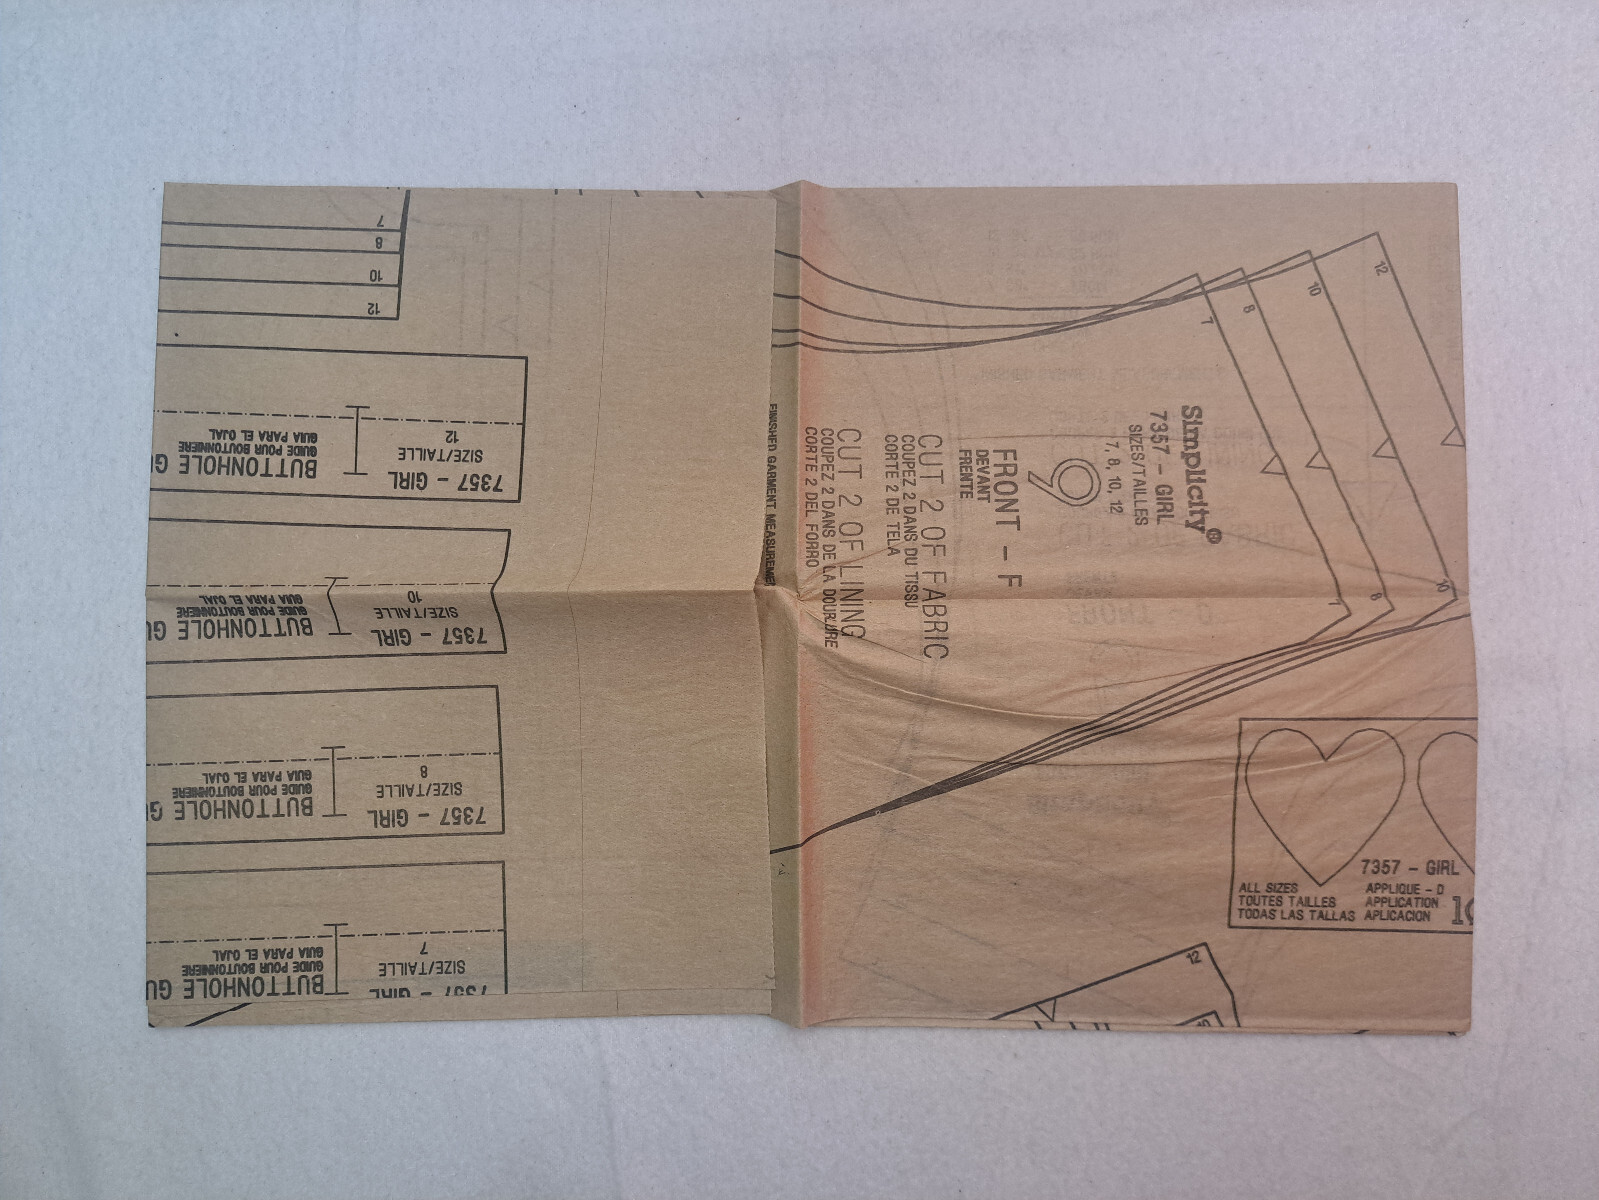 7
8
10
12
12
SIZE/TAILLE
7357 - GIRL
GUIA PARA EL OJAL
GUIDE POUR BOUTONNIERE
BUTTONHOLE
10
SIZE/TAILLE
7357 - GIRL
GUIA PARA EL OJAL
GUIDE POUR BOUTONNIERE
BUTTONHOLE
8
SIZE/TAILLE
7357 - GIRL
GUIA PARA EL OJAL
GUIDE POUR BOUTONNIERE
BUTTONHOLE
7
SIZE/TAILLE
7357 - GIRL
GUIA PARA EL OJAL
GUIDE POUR BOUTONNIERE
BUTTONHOLE
FINISHED GARMENT
Simplicity®
7357 - GIRL
SIZES/TAILLES
7, 8, 10, 12
9
FRONT - F
DEVANT
FRENTE
CUT 2 OF FABRIC
COUPEZ 2 DANS DU TISSU
CORTE 2 DE TELA
CUT 2 OF LINING
COUPEZ 2 DANS DE LA DOUBLURE
CORTE 2 DEL FORRO
7
8
10
12
7
8
10
7357 - GIRL
ALL SIZES
TOUTES TAILLES
TODAS LAS TALLAS
APPLIQUE - D
APPLICATION
APLICACION
12